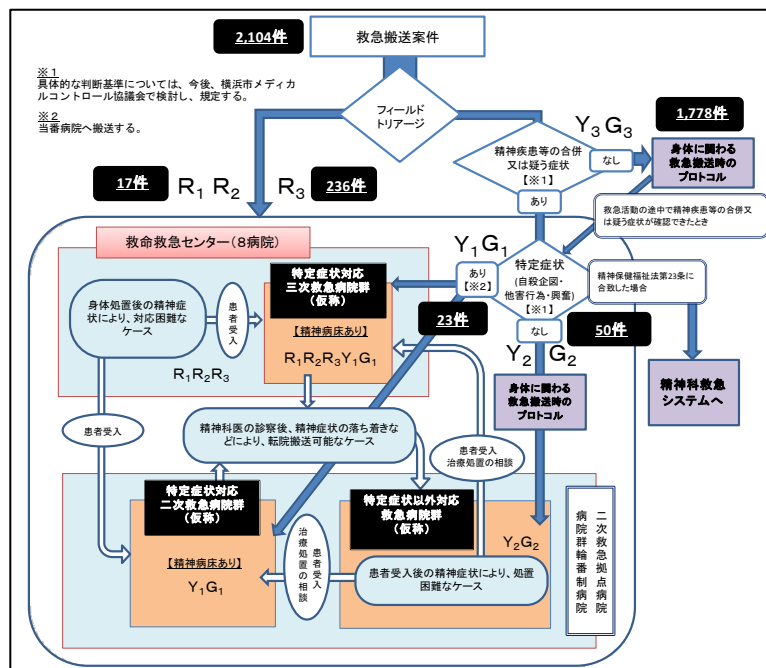 2,104件
救急搬送案件
※1
具体的な判断基準については、今後、横浜市メディカ
ルコントロール協議会で検討し、規定する。
※2
当番病院へ搬送する。
フィールド
トリアージ
Y3 G3
1,778件
精神疾患等の合併
又は疑う症状
【※1】
なし
あり
身体に関わる
救急搬送時の
プロトコル
17件
R1 R2
R3
236件
救急活動の途中で精神疾患等の合併
又は疑う症状が確認できたとき
救命救急センター(8病院)
Y1G1
特定症状
(自殺企図・
他害行為・興奮)
【※1】
あり
【※2】
なし
精神保健福祉法第23条に
合致した場合
特定症状対応
三次救急病院群
(仮称)
【精神病床あり】
R1R2R3Y1G1
身体処置後の精神症
状により、対応困難な
ケース
患者受入
R1R2R3
23件
50件
Y2 G2
身体に関わる
救急搬送時の
プロトコル
精神科救急
システムへ
患者受入
精神科医の診察後、精神症状の落ち着きな
どにより、転院搬送可能なケース
患者受入
治療処置の相談
特定症状対応
二次救急病院群
(仮称)
【精神病床あり】
Y1G1
特定症状以外対応
救急病院群
(仮称)
Y2G2
患者受入
治療処置の相談
患者受入後の精神症状により、処置
困難なケース
二次救急拠点病院
病院群輪番制病院